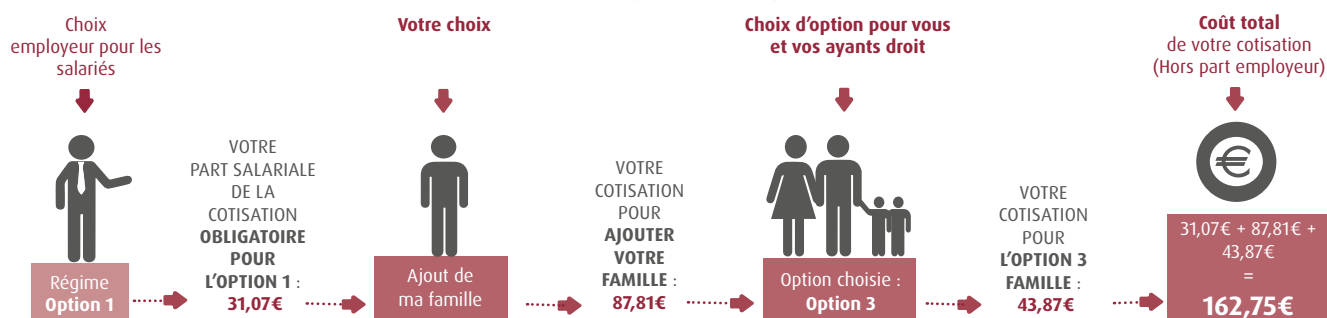 Choix
employeur pour les
salariés
Régime
Option 1
VOTRE
PART SALARIALE
DE LA
COTISATION
OBLIGATOIRE
POUR
L'OPTION 1 :
31,07€
Votre choix
Ajout de
ma famille
VOTRE
COTISATION
POUR
AJOUTER
VOTRE
FAMILLE :
87,81€
Choix d'option pour vous
et vos ayants droit
Option choisie :
Option 3
VOTRE
COTISATION
POUR
L'OPTION 3
FAMILLE :
43,87€
Coût total
de votre cotisation
(Hors part employeur)
€
31,07€ + 87,81€ +
43,87€
=
162,75€